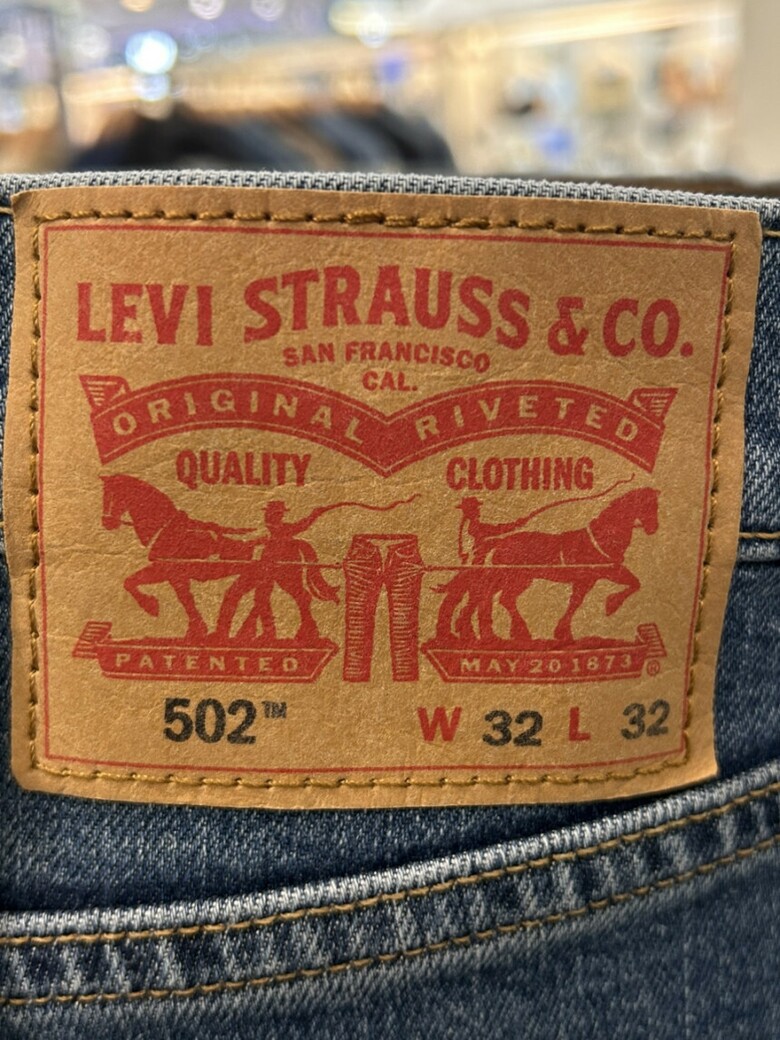 LEVI STRAUSS & CO.
SAN FRANCISCO
CAL.
ORIGINAL RIVETED
QUALITY CLOTHING
PATENTED MAY 20 1873 ®
502™ W 32 L 32